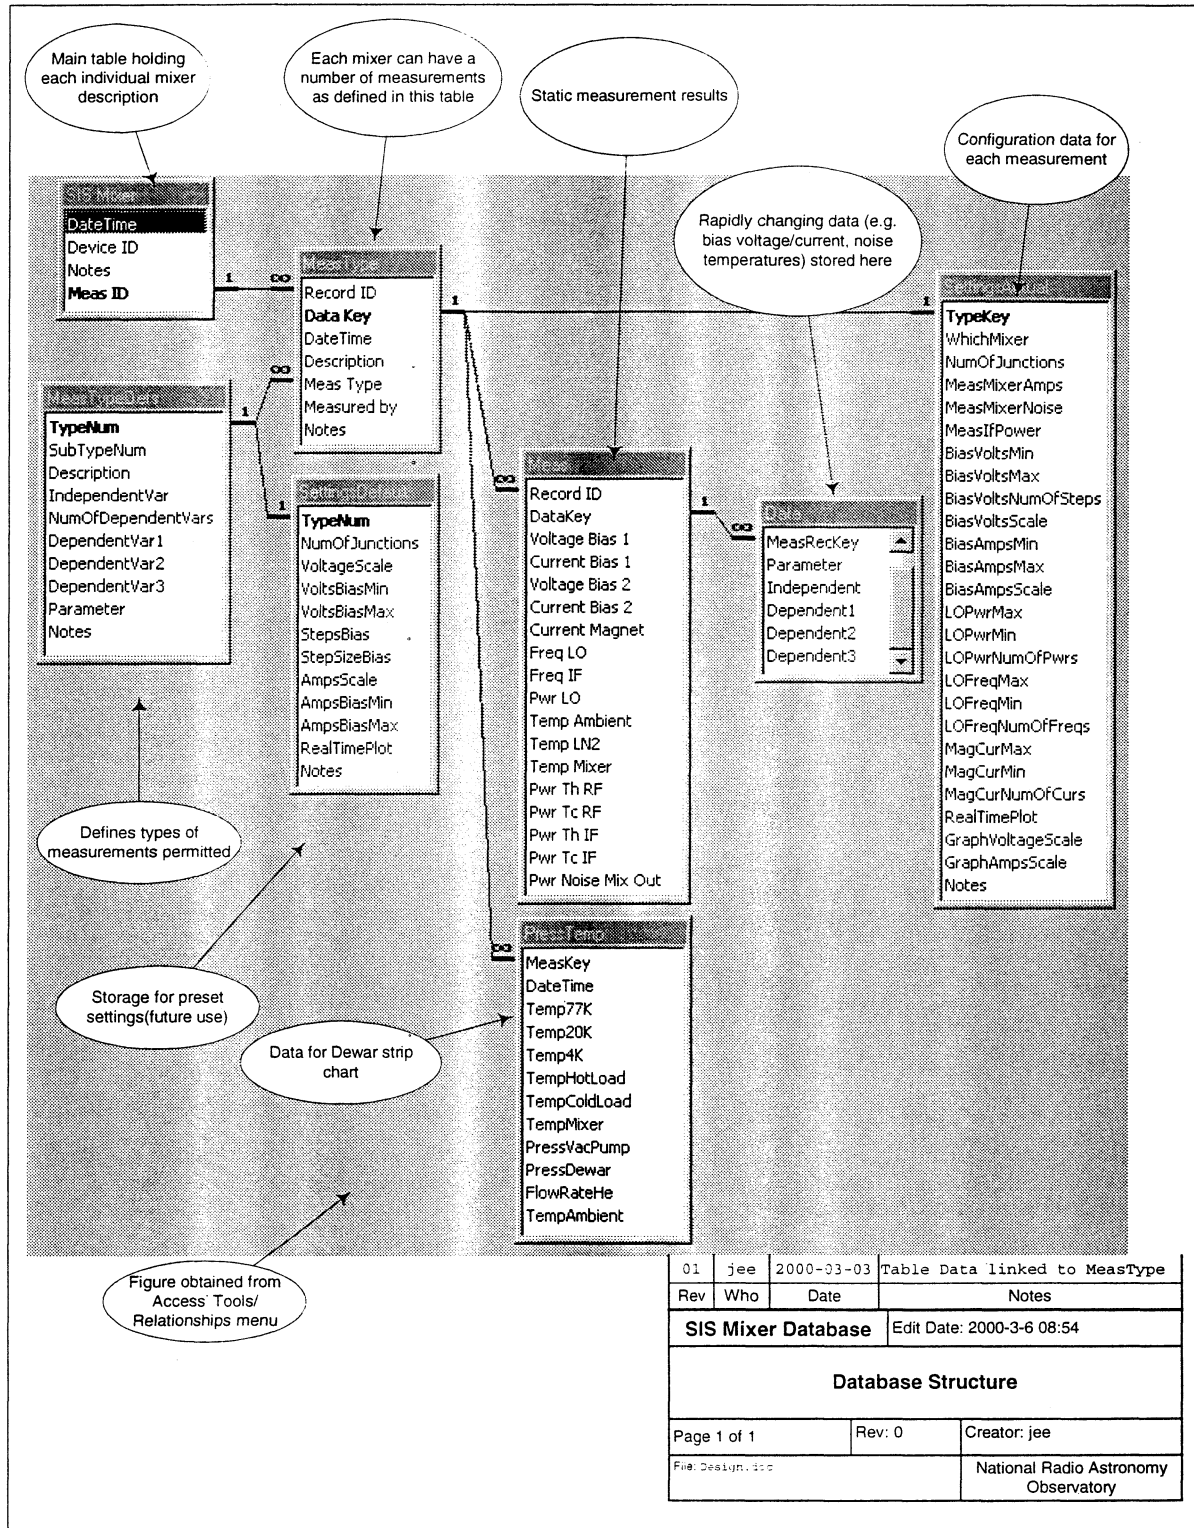 Main table holding
each individual mixer
description
Each mixer can have a
number of measurements
as defined in this table
Static measurement results
Configuration data for
each measurement
Rapidly changing data (e.g.
bias voltage/current, noise
temperatures) stored here
SIS Mixer
DateTime
Device ID
Notes
Meas ID
1
∞
MeasType
Record ID
Data Key
DateTime
Description
Meas Type
Measured by
Notes
1
1
∞
SettingsActual
TypeKey
WhichMixer
NumOfJunctions
MeasMixerAmps
MeasMixerNoise
MeasIfPower
BiasVoltsMin
BiasVoltsMax
BiasVoltsNumOfSteps
BiasVoltsScale
BiasAmpsMin
BiasAmpsMax
BiasAmpsScale
LOPwrMax
LOPwrMin
LOPwrNumOfPwrs
LOFreqMax
LOFreqMin
LOFreqNumOfFreqs
MagCurMax
MagCurMin
MagCurNumOfCurs
RealTimePlot
GraphVoltageScale
GraphAmpsScale
Notes
MeasTypeDefs
TypeNum
SubTypeNum
Description
IndependentVar
NumOfDependentVars
DependentVar1
DependentVar2
DependentVar3
Parameter
Notes
1
1
SettingsDefault
TypeNum
NumOfJunctions
VoltageScale
VoltsBiasMin
VoltsBiasMax
StepsBias
StepSizeBias
AmpsScale
AmpsBiasMin
AmpsBiasMax
RealTimePlot
Notes
∞
Meas
Record ID
DataKey
Voltage Bias 1
Current Bias 1
Voltage Bias 2
Current Bias 2
Current Magnet
Freq LO
Freq IF
Pwr LO
Temp Ambient
Temp LN2
Temp Mixer
Pwr Th RF
Pwr Tc RF
Pwr Th IF
Pwr Tc IF
Pwr Noise Mix Out
1
∞
Data
MeasRecKey
Parameter
Independent
Dependent1
Dependent2
Dependent3
Defines types of
measurements permitted
Storage for preset
settings(future use)
Data for Dewar strip
chart
∞
PressTemp
MeasKey
DateTime
Temp77K
Temp20K
Temp4K
TempHotLoad
TempColdLoad
TempMixer
PressVacPump
PressDewar
FlowRateHe
TempAmbient
Figure obtained from
Access Tools/
Relationships menu
01 jee 2000-03-03 Table Data linked to MeasType
Rev Who Date Notes
SIS Mixer Database Edit Date: 2000-3-6 08:54
Database Structure
Page 1 of 1 Rev: 0 Creator: jee
File: Design.doc National Radio Astronomy
Observatory